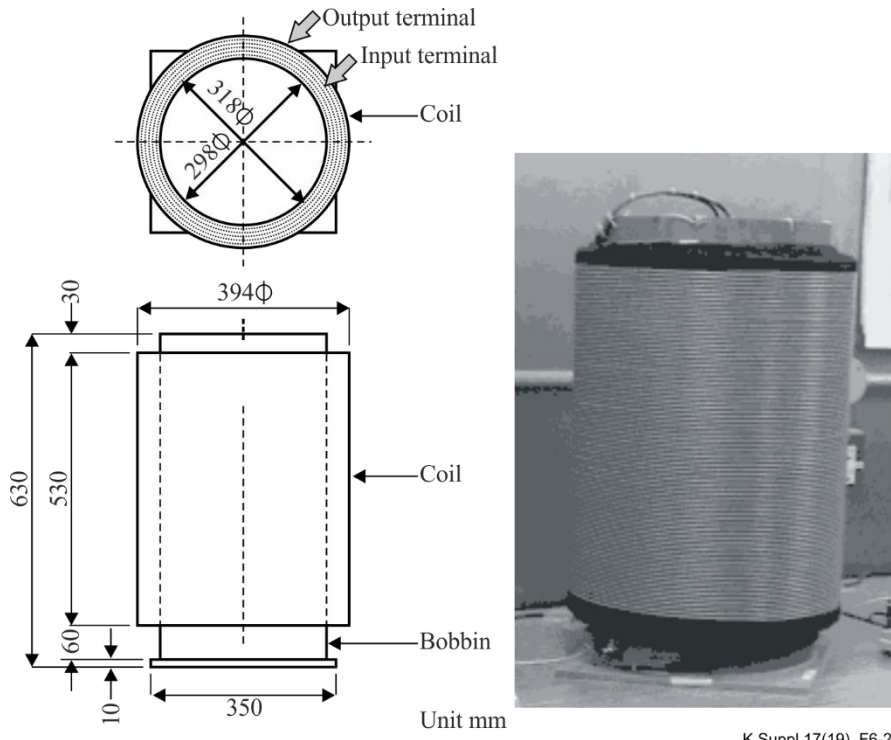 Output terminal
Input terminal
Coil
318Φ
298Φ
394Φ
30
630
530
Coil
60
Bobbin
10
350
Unit mm
K Suppl.17(19)_F6-2